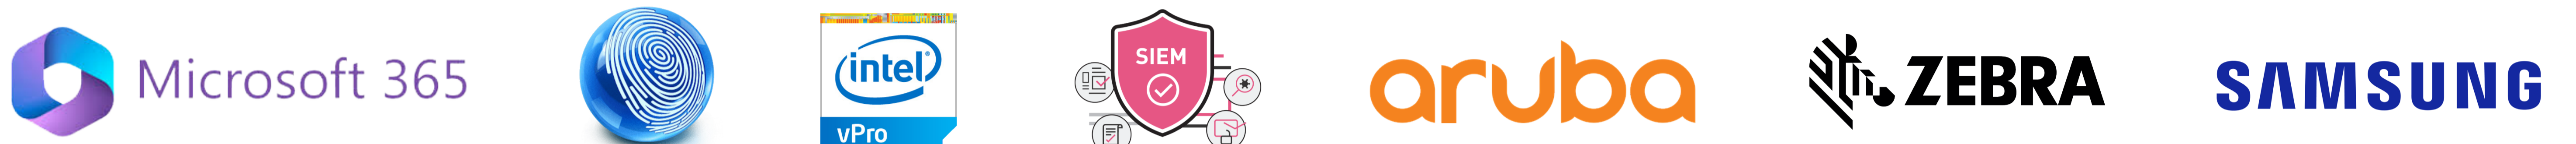 Microsoft 365
intel®
vPro
SIEM
aruba
ZEBRA
SAMSUNG